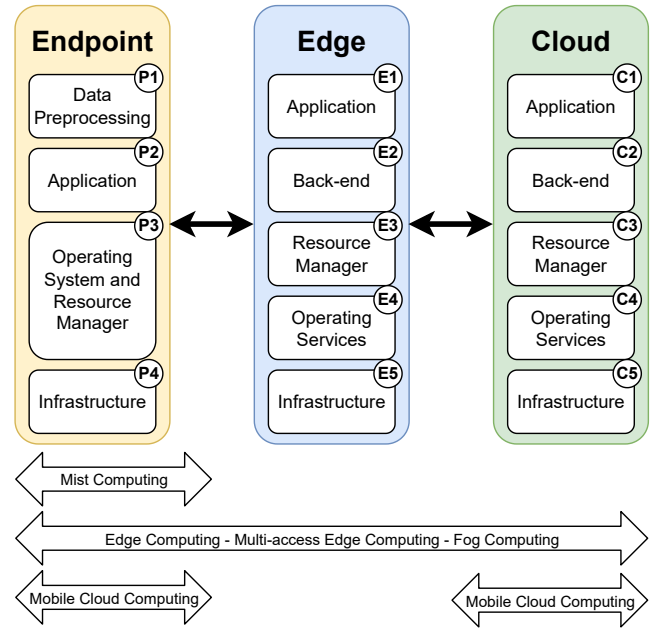 Endpoint
P1
Data
Preprocessing
P2
Application
P3
Operating
System and
Resource
Manager
P4
Infrastructure
Edge
E1
Application
E2
Back-end
E3
Resource
Manager
E4
Operating
Services
E5
Infrastructure
Cloud
C1
Application
C2
Back-end
C3
Resource
Manager
C4
Operating
Services
C5
Infrastructure
Mist Computing
Edge Computing - Multi-access Edge Computing - Fog Computing
Mobile Cloud Computing
Mobile Cloud Computing